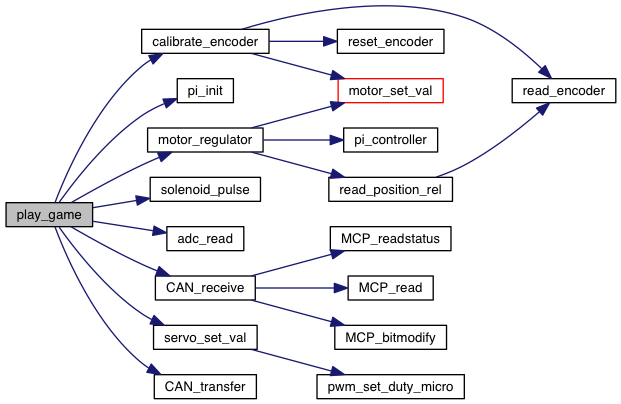 calibrate_encoder
reset_encoder
pi_init
motor_set_val
read_encoder
motor_regulator
pi_controller
solenoid_pulse
read_position_rel
play_game
adc_read
MCP_readstatus
CAN_receive
MCP_read
servo_set_val
MCP_bitmodify
CAN_transfer
pwm_set_duty_micro